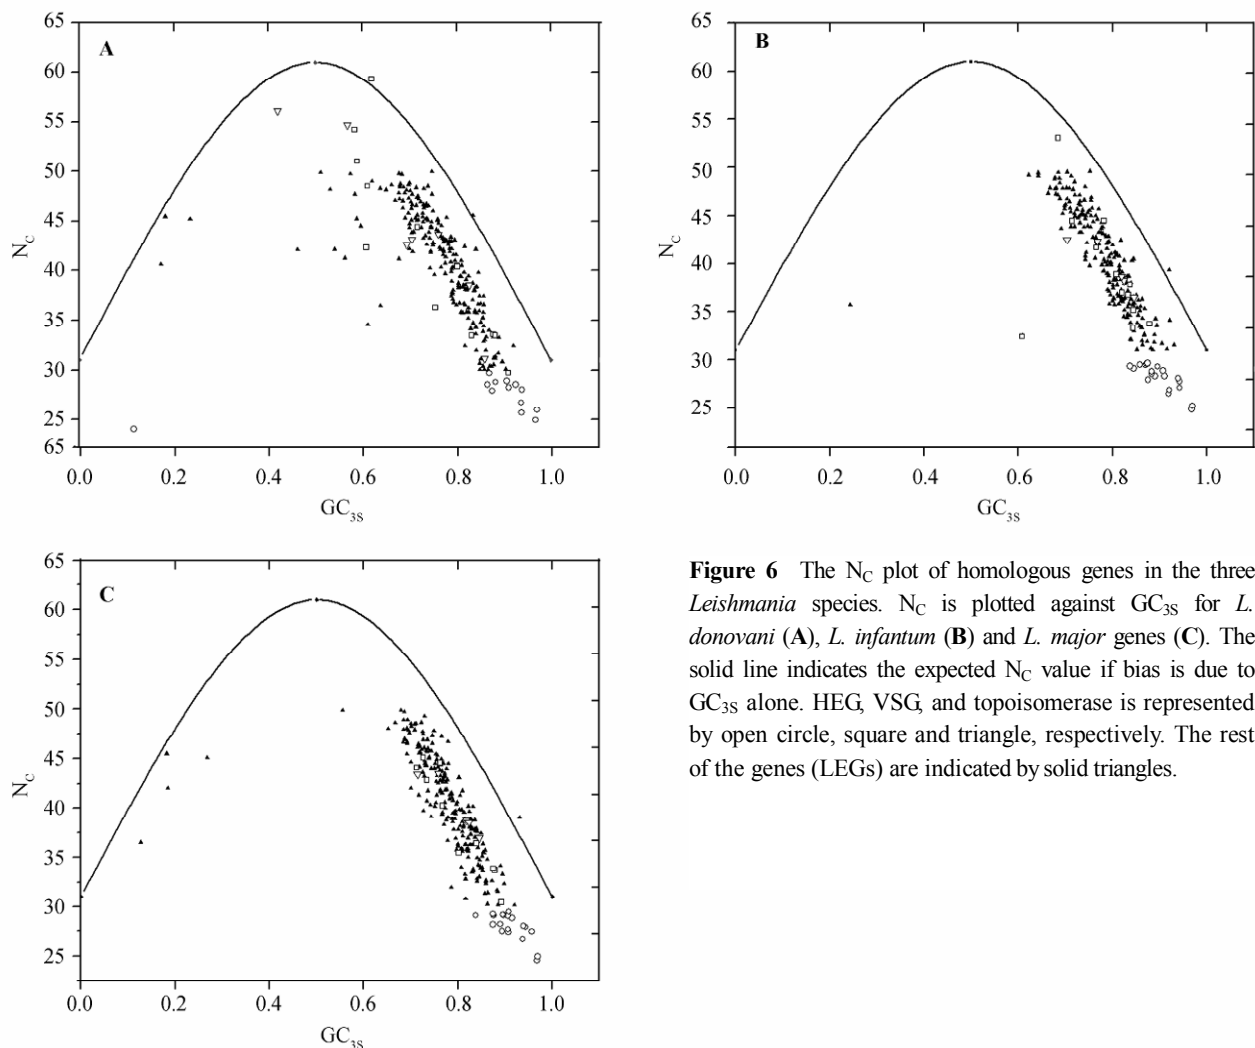 65
60
55
50
45
40
35
30
25
65
N_C
A
0.0 0.2 0.4 0.6 0.8 1.0
GC_3S
65
60
55
50
45
40
35
30
25
N_C
B
0.0 0.2 0.4 0.6 0.8 1.0
GC_3S
65
60
55
50
45
40
35
30
25
N_C
C
0.0 0.2 0.4 0.6 0.8 1.0
GC_3S
Figure 6 The N_C plot of homologous genes in the three
Leishmania species. N_C is plotted against GC_3S for L.
donovani (A), L. infantum (B) and L. major genes (C). The
solid line indicates the expected N_C value if bias is due to
GC_3S alone. HEG, VSG, and topoisomerase is represented
by open circle, square and triangle, respectively. The rest
of the genes (LEGs) are indicated by solid triangles.